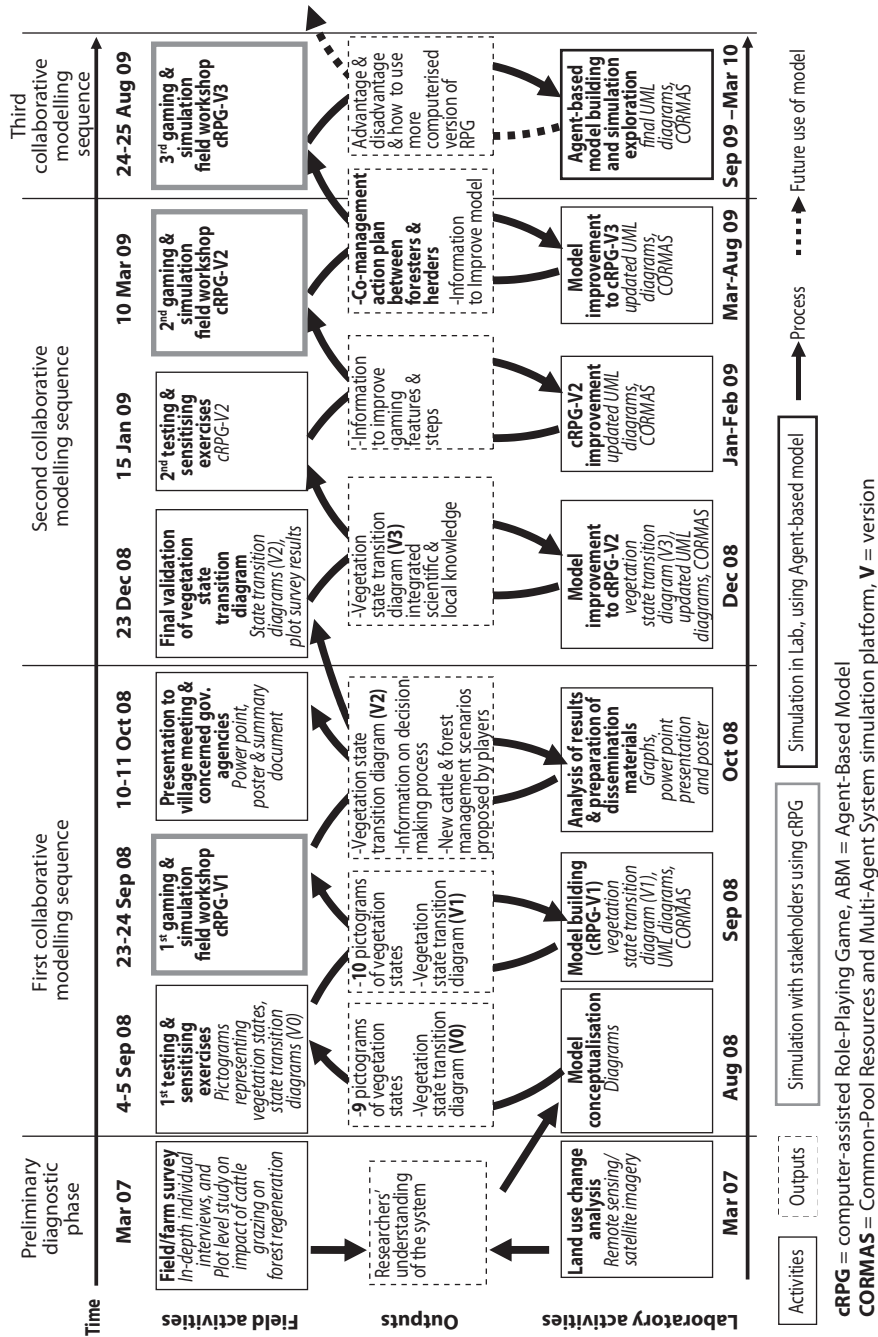 Preliminary
diagnostic
phase
First collaborative
modelling sequence
Second collaborative
modelling sequence
Third
collaborative
modelling
sequence
Time
Mar 07
4-5 Sep 08
23-24 Sep 08
10-11 Oct 08
23 Dec 08
15 Jan 09
10 Mar 09
24-25 Aug 09
Field activities
Field/farm survey
In-depth individual
interviews, and
Plot level study on
impact of cattle
grazing on
forest regeneration
1st testing &
sensitising
exercises
Pictograms
representing
vegetation states,
state transition
diagrams (V0)
1st gaming &
simulation
field workshop
cRPG-V1
Presentation to
village meeting &
concerned gov.
agencies
Power point,
poster & summary
document
Final validation
of vegetation
state
transition
diagram
State transition
diagrams (V2),
plot survey results
2nd testing &
sensitising
exercises
cRPG-V2
2nd gaming &
simulation
field workshop
cRPG-V2
3rd gaming &
simulation
field workshop
cRPG-V3
Outputs
Researchers'
understanding
of the system
-9 pictograms
of vegetation
states
-Vegetation
state transition
diagram (V0)
-10 pictograms
of vegetation
states
-Vegetation
state transition
diagram (V1)
-Vegetation state
transition diagram (V2)
-Information on decision
making process
-New cattle & forest
management scenarios
proposed by players
-Vegetation
state transition
diagram (V3)
integrated
scientific &
local knowledge
-Information
to improve
gaming
features &
steps
-Co-management
action plan
between
foresters &
herders
-Information
to Improve model
Advantage &
disadvantage
& how to use
more
computerised
version of
RPG
Laboratory activities
Land use change
analysis
Remote sensing/
satellite imagery
Model
conceptualisation
Diagrams
Model building
(cRPG-V1)
vegetation
state transition
diagram (V1),
UML diagrams,
CORMAS
Analysis of results
& preparation of
dissemination
materials
Graphs,
power point
presentation
and poster
Model
improvement
to cRPG-V2
vegetation
state transition
diagram (V3),
updated UML
diagrams, CORMAS
cRPG-V2
improvement
updated UML
diagrams,
CORMAS
Model
improvement
to cRPG-V3
updated UML
diagrams,
CORMAS
Agent-based
model building
and simulation
exploration
final UML
diagrams,
CORMAS
Mar 07
Aug 08
Sep 08
Oct 08
Dec 08
Jan-Feb 09
Mar-Aug 09
Sep 09 –Mar 10
Activities
Outputs
Simulation with stakeholders using cRPG
Simulation in Lab., using Agent-based model
Process
Future use of model
cRPG = computer-assisted Role-Playing Game, ABM = Agent-Based Model
CORMAS = Common-Pool Resources and Multi-Agent System simulation platform, V = version